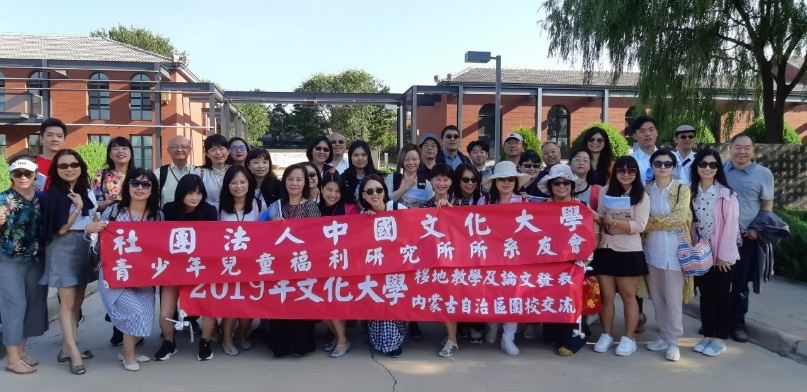 社團法人中國文化大學
青少年兒童福利研究所所系友會
2019年文化大學
移地教學及論文發表
內蒙古自治區園校交流